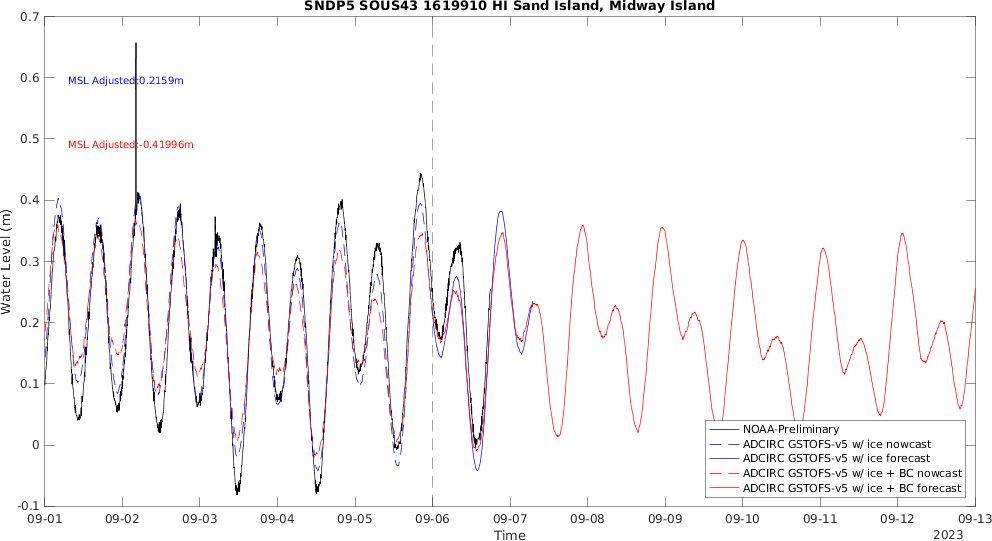 SNDP5 SOUS43 1619910 HI Sand Island, Midway Island
0.7
0.6
0.5
0.4
0.3
0.2
0.1
0
-0.1
Water Level (m)
MSL Adjusted:0.2159m
MSL Adjusted:-0.41996m
NOAA-Preliminary
ADCIRC GSTOFS-v5 w/ ice nowcast
ADCIRC GSTOFS-v5 w/ ice forecast
ADCIRC GSTOFS-v5 w/ ice + BC nowcast
ADCIRC GSTOFS-v5 w/ ice + BC forecast
09-01 09-02 09-03 09-04 09-05 09-06 09-07 09-08 09-09 09-10 09-11 09-12 09-13
Time
2023